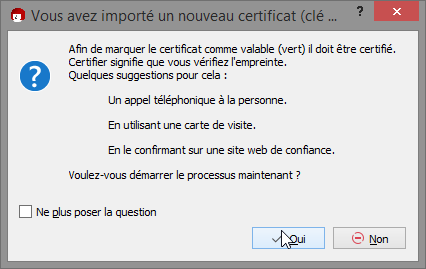 Vous avez importé un nouveau certificat (clé ...
Afin de marquer le certificat comme valable (vert) il doit être certifié.
Certifier signifie que vous vérifiez l'empreinte.
Quelques suggestions pour cela :
Un appel téléphonique à la personne.
En utilisant une carte de visite.
En le confirmant sur une site web de confiance.
Voulez-vous démarrer le processus maintenant ?
Ne plus poser la question
Oui
Non